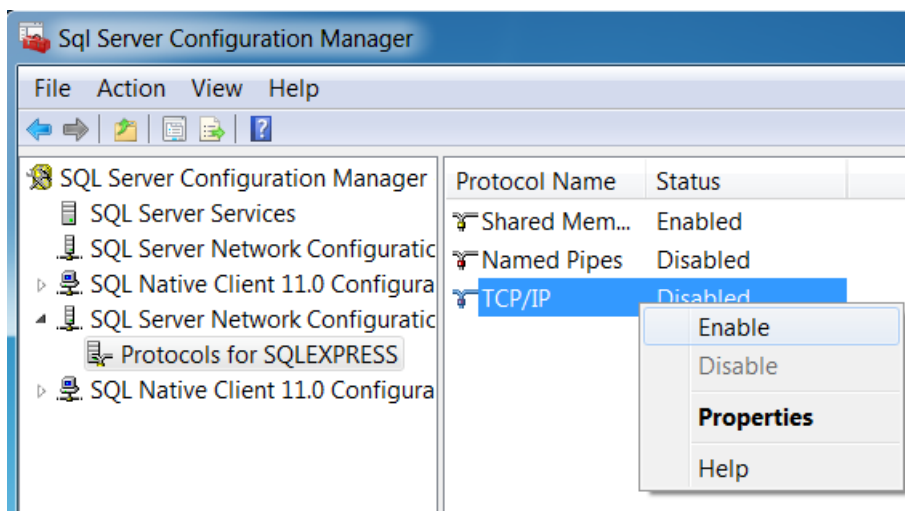 Sql Server Configuration Manager
File Action View Help
SQL Server Configuration Manager
SQL Server Services
SQL Server Network Configuratic
SQL Native Client 11.0 Configura
SQL Server Network Configuratic
Protocols for SQLEXPRESS
SQL Native Client 11.0 Configura
Protocol Name Status
Shared Mem... Enabled
Named Pipes Disabled
TCP/IP Disabled
Enable
Disable
Properties
Help